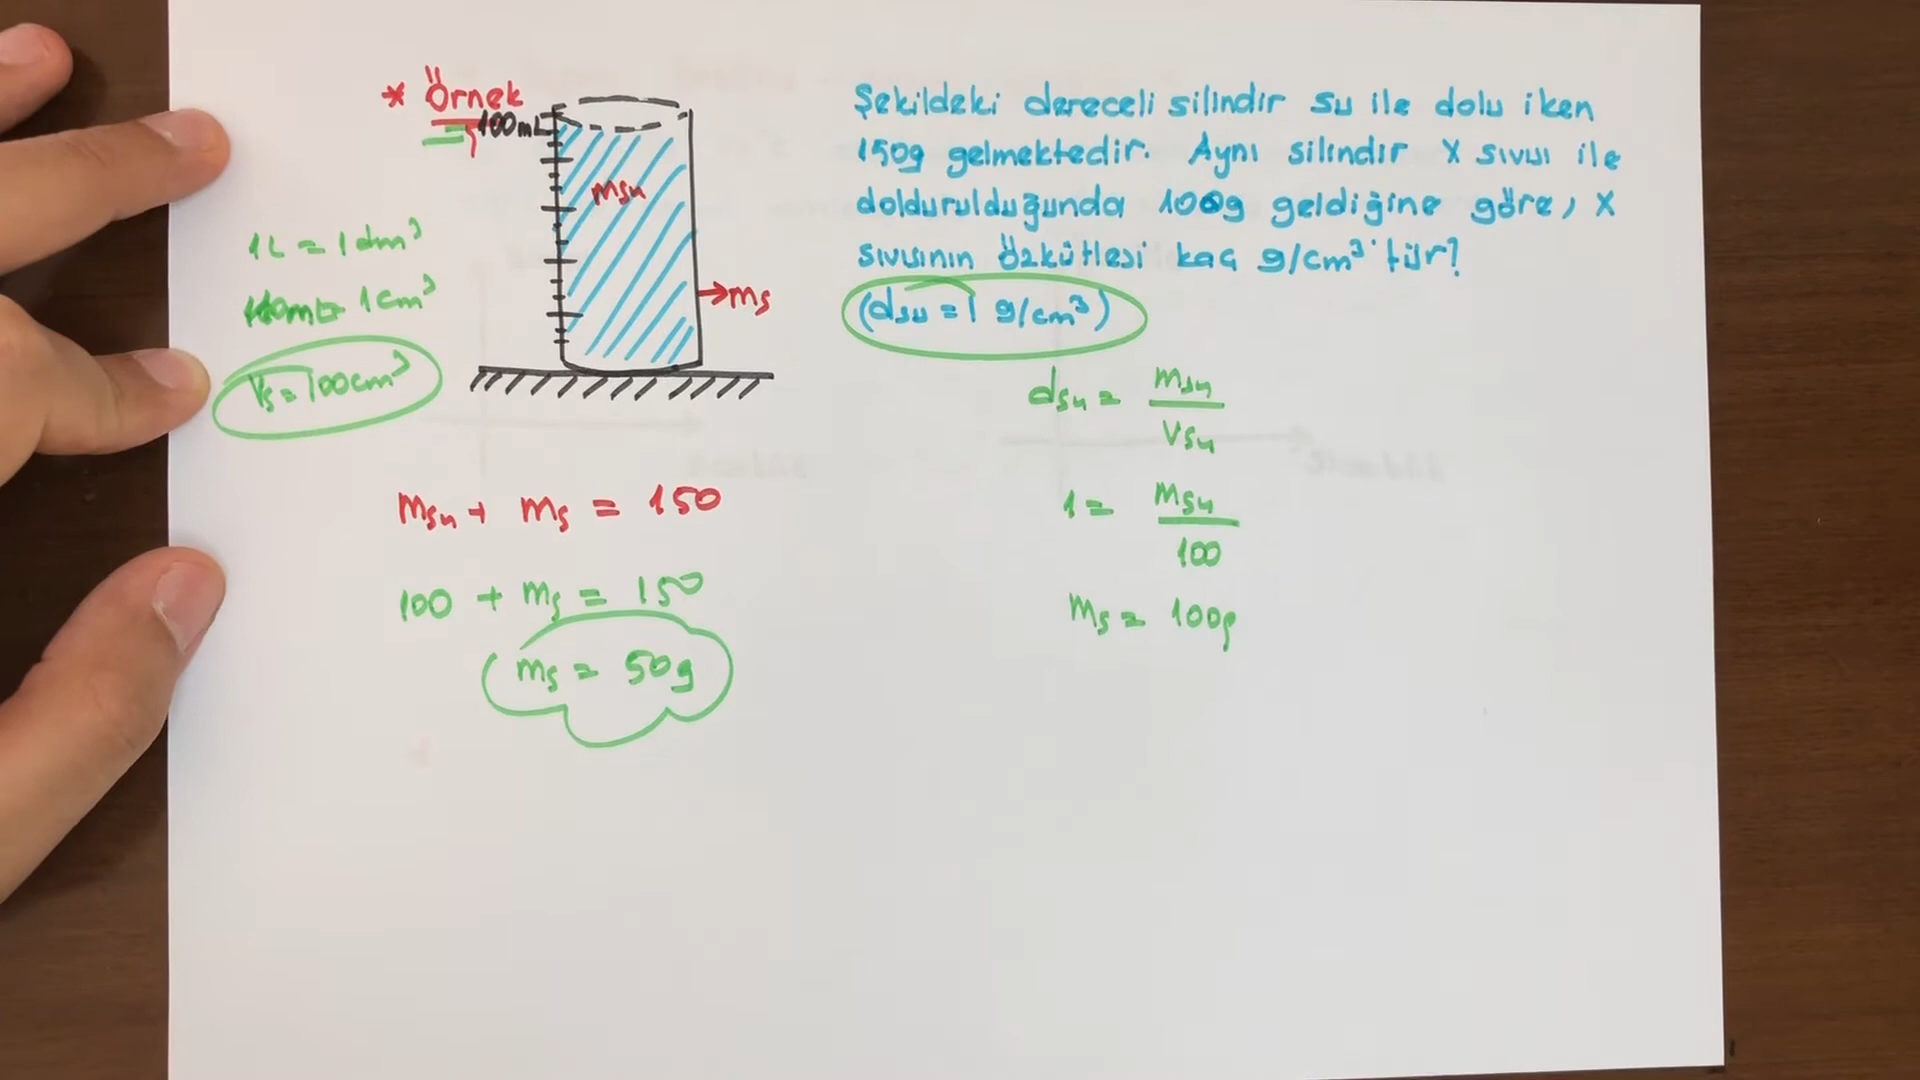 * Örnek
100mL
msu
ms
1L = 1dm³
100mL 1cm³
Vs = 100cm³
Şekildeki dereceli silindir su ile dolu iken
150g gelmektedir. Aynı silindir X sıvısı ile
doldurulduğunda 100g geldiğine göre, X
sıvısının özkütlesi kaç g/cm³'tür?
(dsu = 1 g/cm³)
msu + ms = 150
100 + ms = 150
ms = 50g
dsu = msu
Vsu
1 = msu
100
ms = 100g